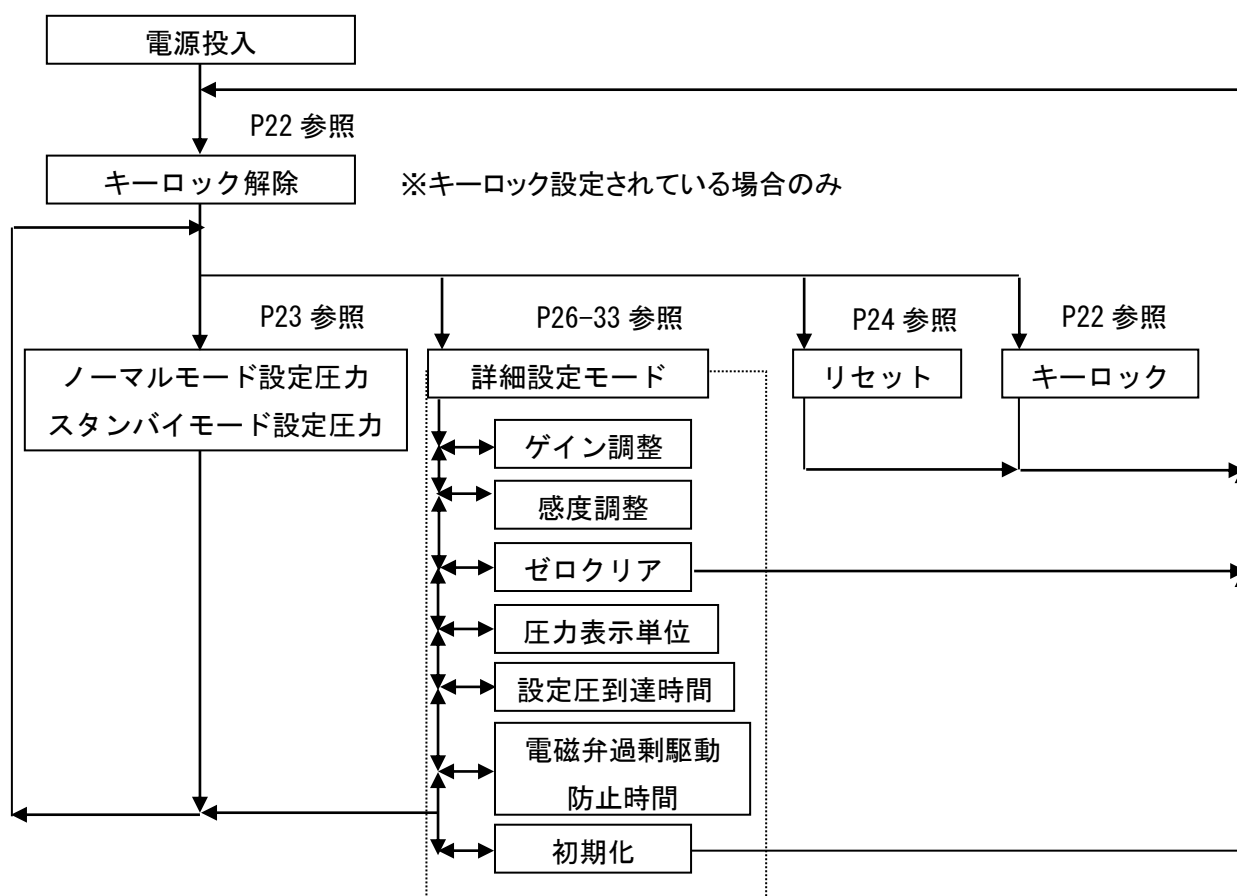 電源投入
P22 参照
キーロック解除
※キーロック設定されている場合のみ
P23 参照
P26-33 参照
P24 参照
P22 参照
ノーマルモード設定圧力
スタンバイモード設定圧力
詳細設定モード
リセット
キーロック
ゲイン調整
感度調整
ゼロクリア
圧力表示単位
設定圧到達時間
電磁弁過剰駆動
防止時間
初期化